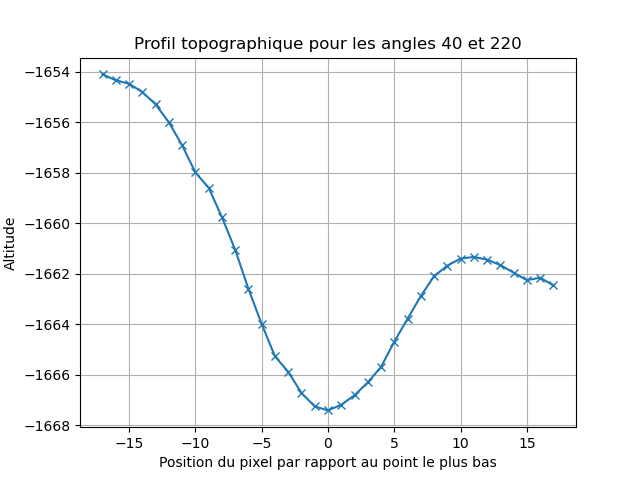 Profil topographique pour les angles 40 et 220
Altitude
−1654
−1656
−1658
−1660
−1662
−1664
−1666
−1668
−15 −10 −5 0 5 10 15
Position du pixel par rapport au point le plus bas